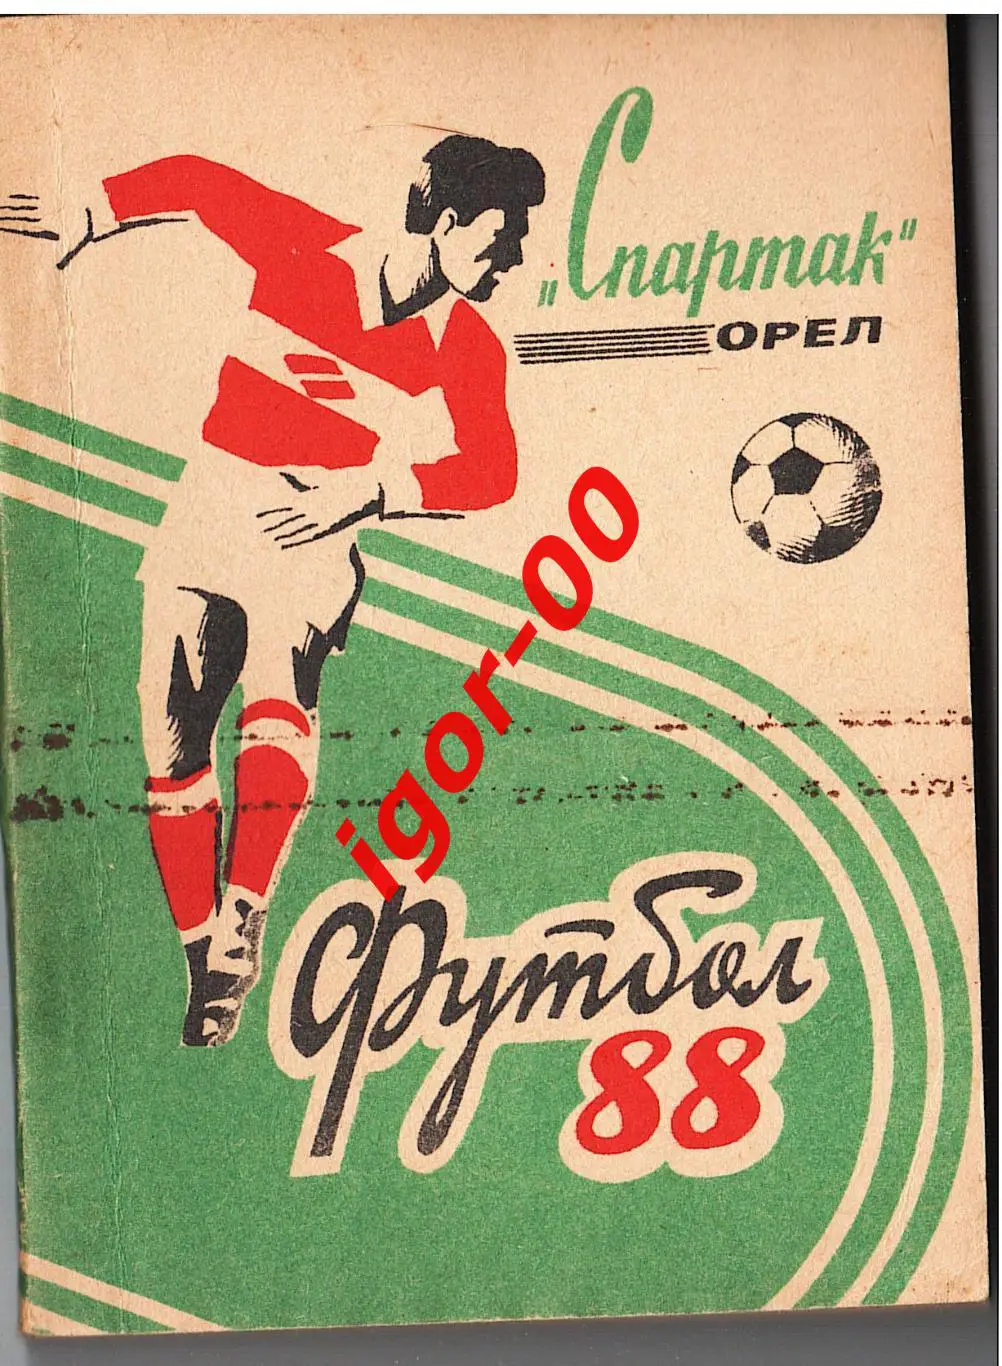 „Спартак"
ОРЕЛ
igor-00
Футбол
88